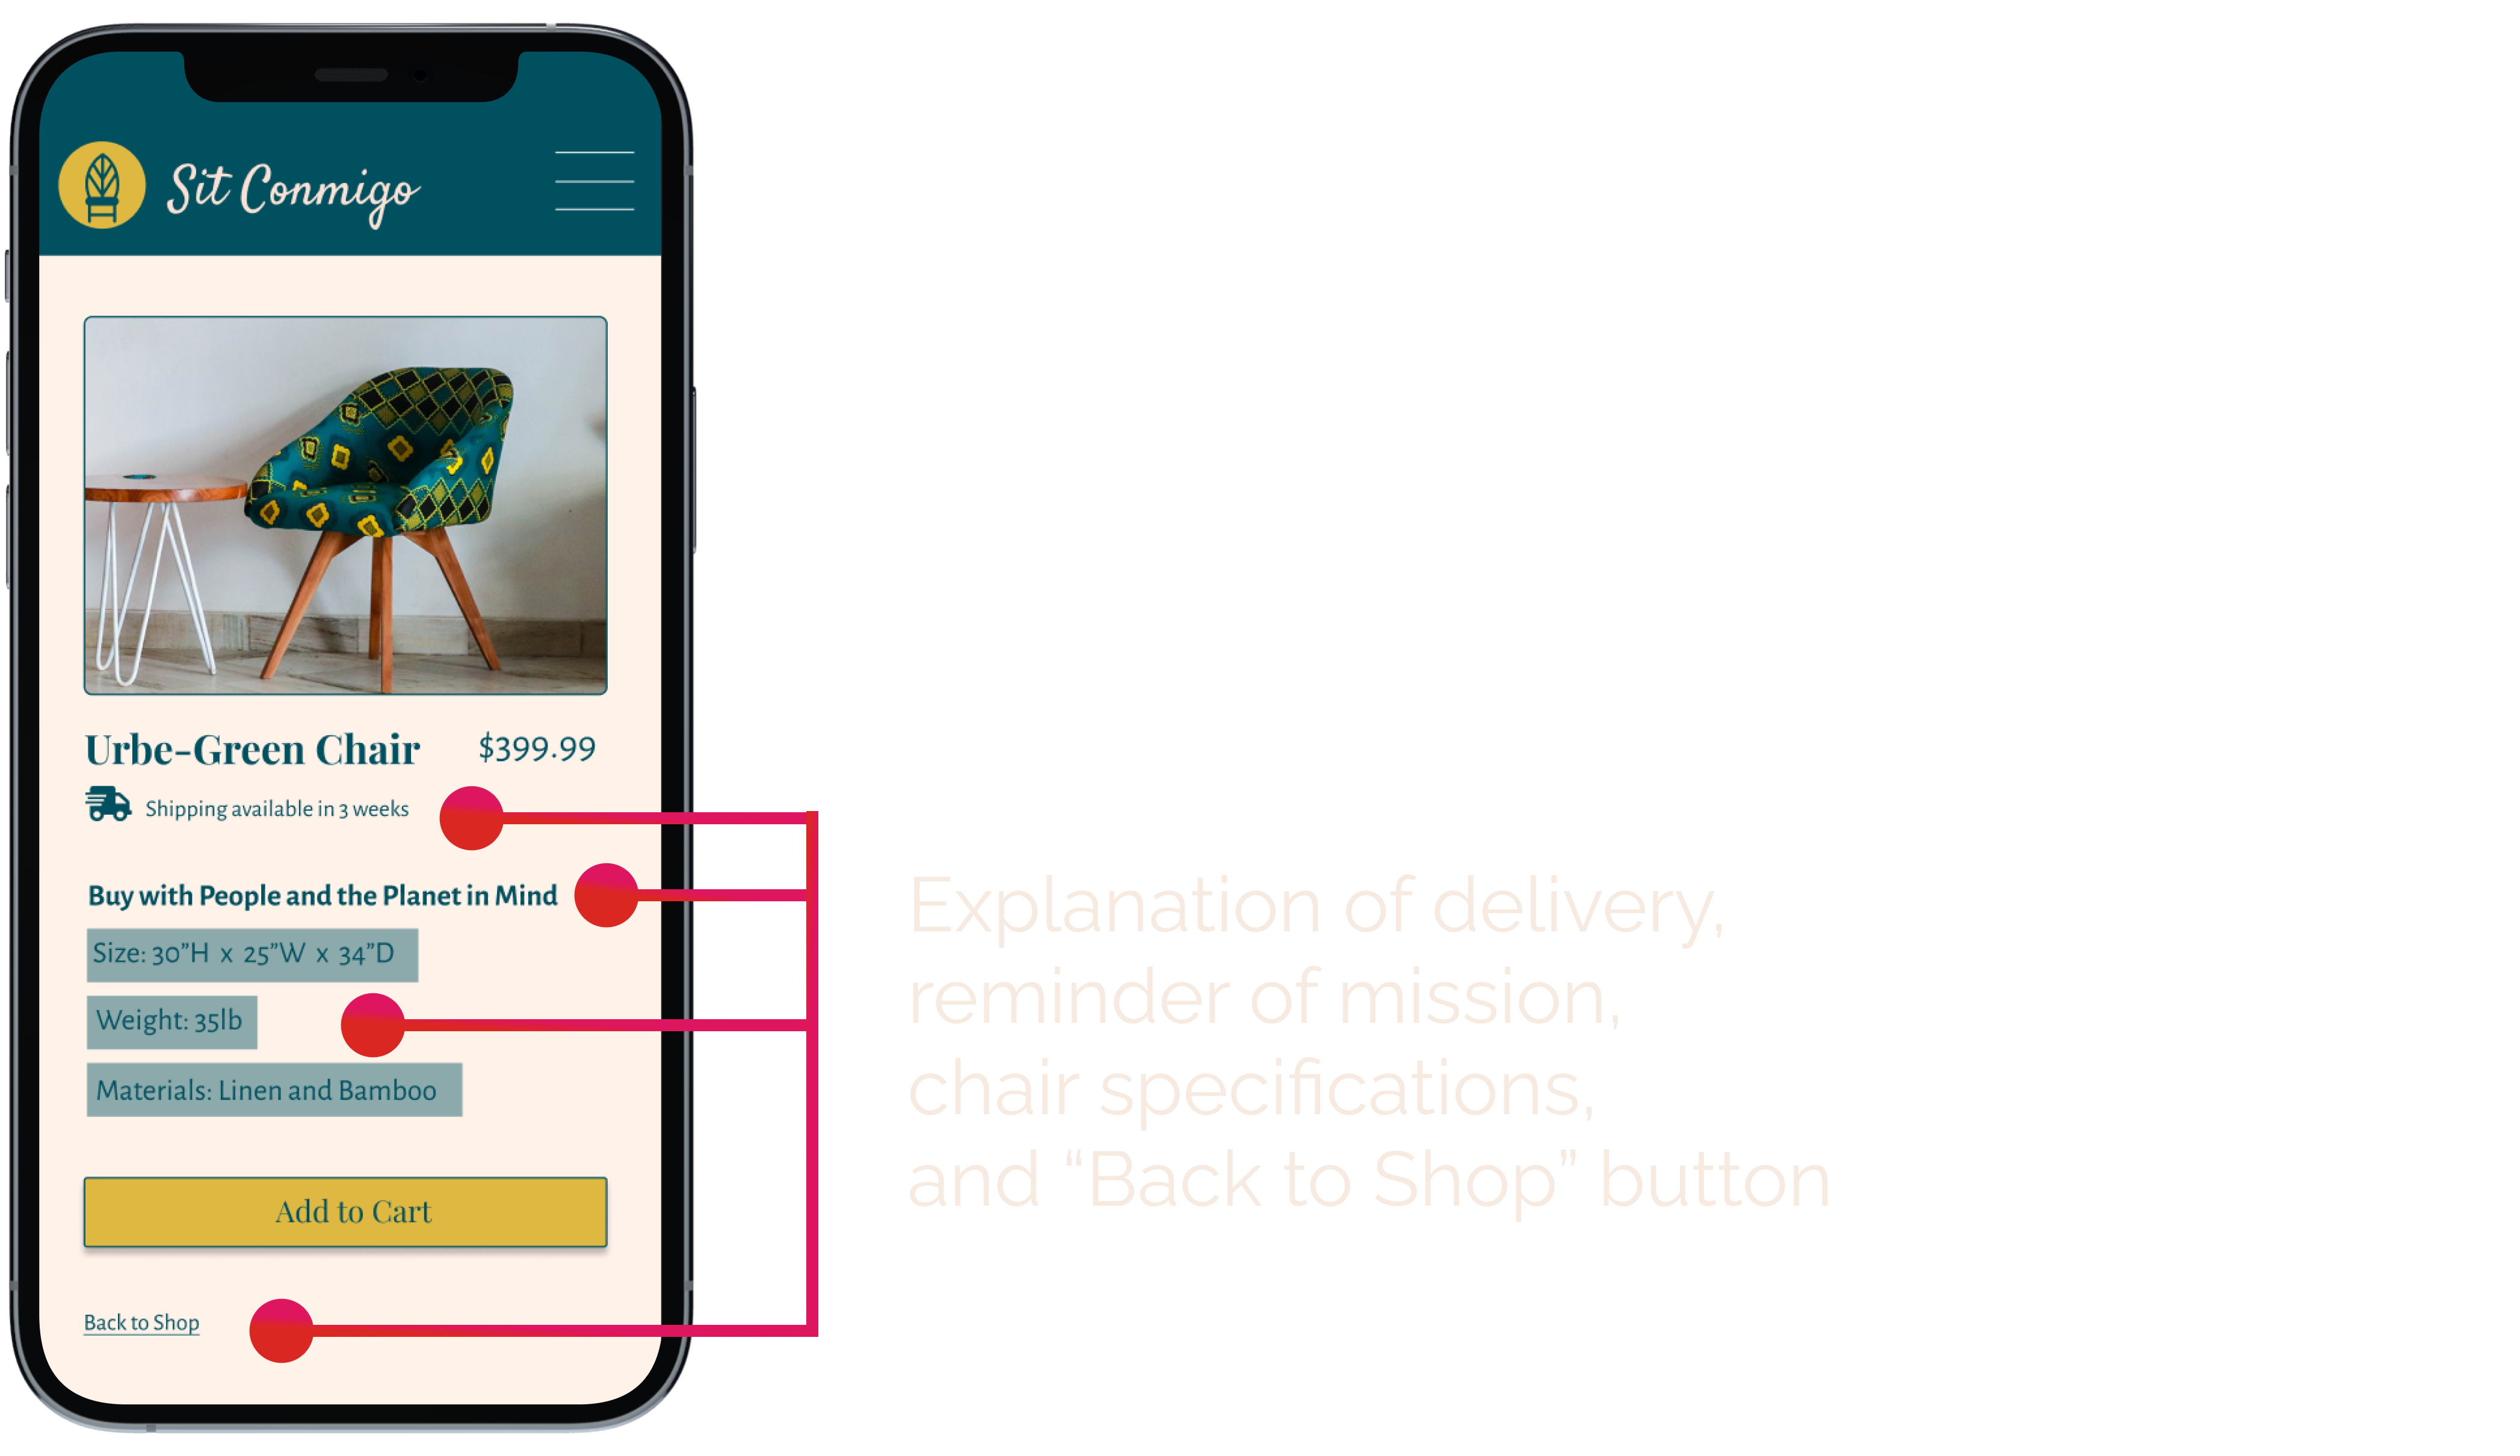 Sit Conmigo
Urbe-Green Chair $399.99
Shipping available in 3 weeks
Buy with People and the Planet in Mind
Size: 30”H x 25”W x 34”D
Weight: 35lb
Materials: Linen and Bamboo
Add to Cart
Back to Shop
Explanation of delivery,
reminder of mission,
chair specifications,
and “Back to Shop” button